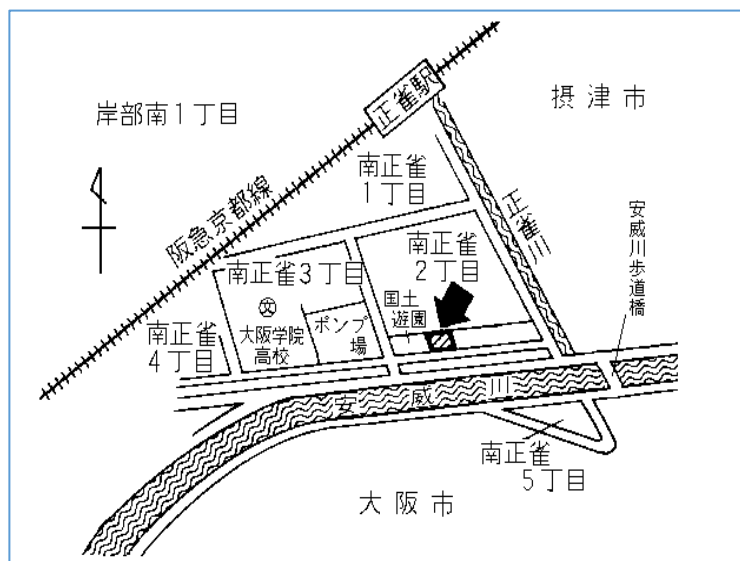 正雀駅
摂津市
岸部南1丁目
南正雀
1丁目
阪急京都線
正雀川
安威川歩道橋
南正雀
2丁目
南正雀3丁目
国土
遊園
文
大阪学院
高校
ポンプ
場
南正雀
4丁目
安威川
南正雀
5丁目
大阪市